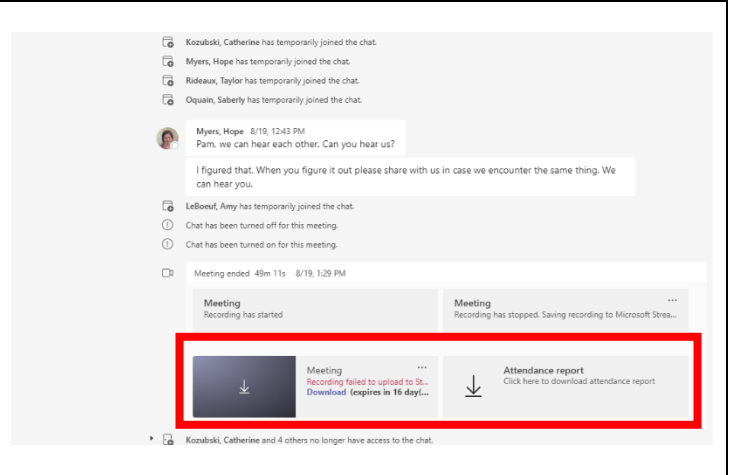 Kozubski, Catherine has temporarily joined the chat.
Myers, Hope has temporarily joined the chat.
Rideaux, Taylor has temporarily joined the chat.
Oquain, Saberly has temporarily joined the chat.
Myers, Hope 8/19, 12:43 PM
Pam, we can hear each other. Can you hear us?
I figured that. When you figure it out please share with us in case we encounter the same thing. We
can hear you.
LeBoeuf, Amy has temporarily joined the chat.
Chat has been turned off for this meeting.
Chat has been turned on for this meeting.
Meeting ended 49m 11s 8/19, 1:29 PM
Meeting
Recording has started
Meeting ...
Recording has stopped. Saving recording to Microsoft Strea...
Meeting ...
Recording failed to upload to St...
Download (expires in 16 day(...
Attendance report
Click here to download attendance report
Kozubski, Catherine and 4 others no longer have access to the chat.